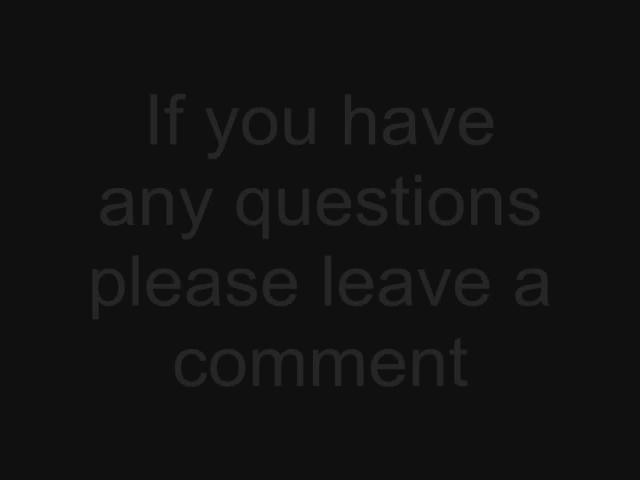 If you have
any questions
please leave a
comment